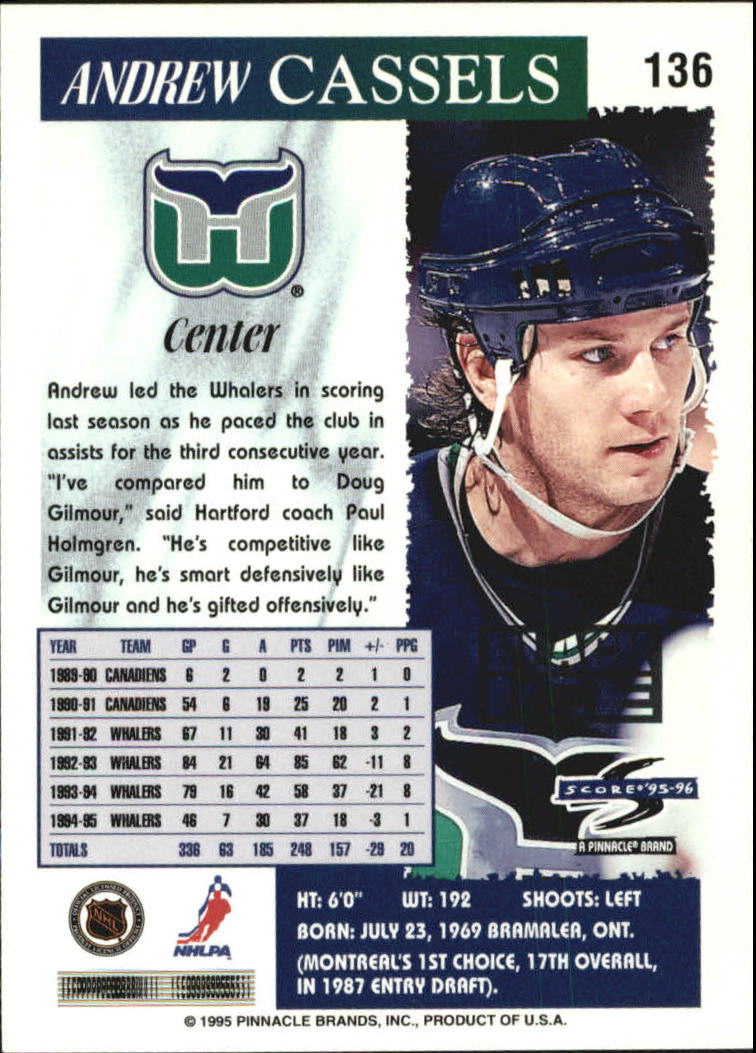 ANDREW CASSELS
136
®
Center
Andrew led the Whalers in scoring
last season as he paced the club in
assists for the third consecutive year.
"I've compared him to Doug
Gilmour," said Hartford coach Paul
Holmgren. "He's competitive like
Gilmour, he's smart defensively like
Gilmour and he's gifted offensively."
YEAR TEAM GP G A PTS PIM +/- PPG
1989-90 CANADIENS 6 2 0 2 2 1 0
1990-91 CANADIENS 54 6 19 25 20 2 1
1991-92 WHALERS 67 11 30 41 18 3 2
1992-93 WHALERS 84 21 64 85 62 -11 8
1993-94 WHALERS 79 16 42 58 37 -21 8
1994-95 WHALERS 46 7 30 37 18 -3 1
TOTALS 336 63 185 248 157 -29 20
SCORE®'95-96
A PINNACLE® BRAND
NHL
NHLPA
HT: 6'0" WT: 192 SHOOTS: LEFT
BORN: JULY 23, 1969 BRAMALEA, ONT.
(MONTREAL'S 1ST CHOICE, 17TH OVERALL,
IN 1987 ENTRY DRAFT).
© 1995 PINNACLE BRANDS, INC., PRODUCT OF U.S.A.